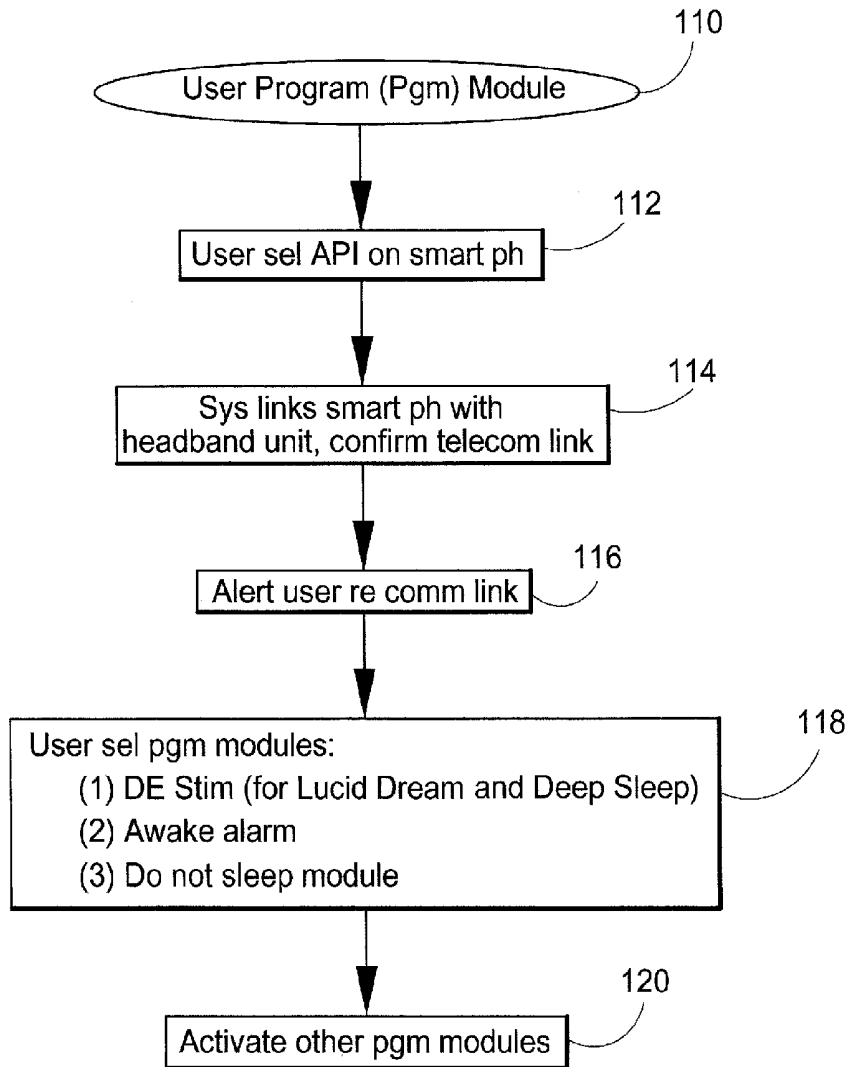 110
User Program (Pgm) Module
112
User sel API on smart ph
114
Sys links smart ph with
headband unit, confirm telecom link
116
Alert user re comm link
118
User sel pgm modules:
(1) DE Stim (for Lucid Dream and Deep Sleep)
(2) Awake alarm
(3) Do not sleep module
120
Activate other pgm modules